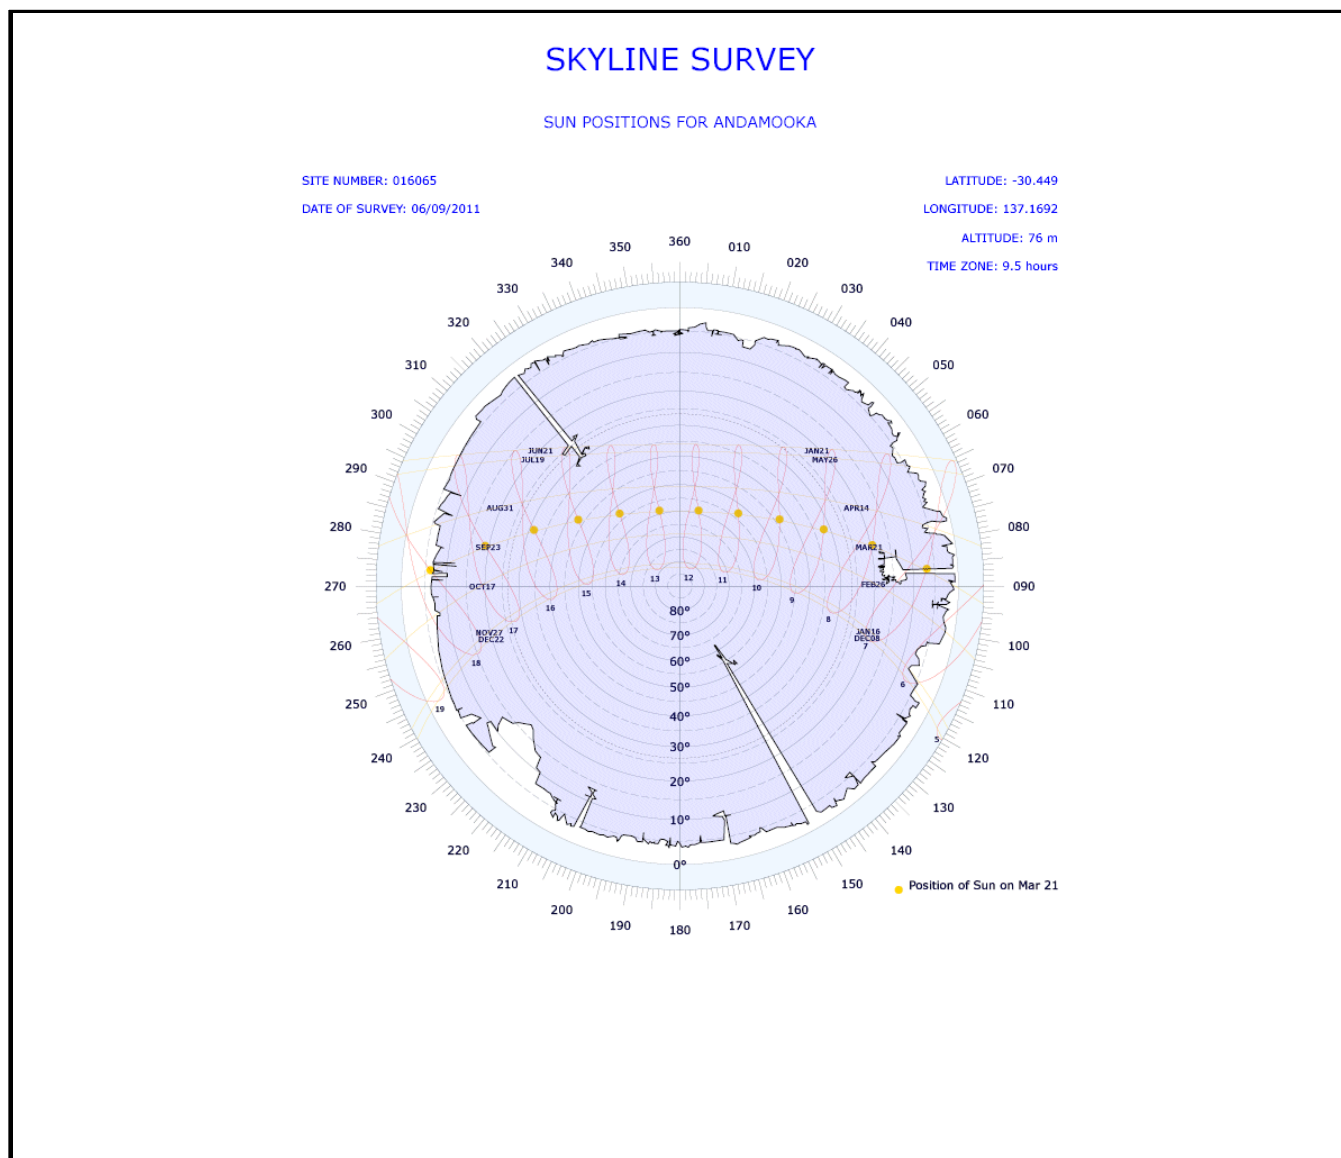 SKYLINE SURVEY
SUN POSITIONS FOR ANDAMOOKA
SITE NUMBER: 016065
LATITUDE: -30.449
DATE OF SURVEY: 06/09/2011
LONGITUDE: 137.1692
ALTITUDE: 76 m
TIME ZONE: 9.5 hours
350 360 010
340 020
330 030
320 040
310 050
300 060
290 070
280 080
270 090
260 100
250 110
240 120
230 130
220 140
210 150
200 160
190 170
180
JUN21 JAN21
JUL19 MAY26
AUG31 APR14
SEP23 MAR21
OCT17 FEB26
NOV27 JAN16
DEC22 DEC08
19 18 17 16 15 14 13 12 11 10 9 8 7 6 5
80°
70°
60°
50°
40°
30°
20°
10°
0°
Position of Sun on Mar 21